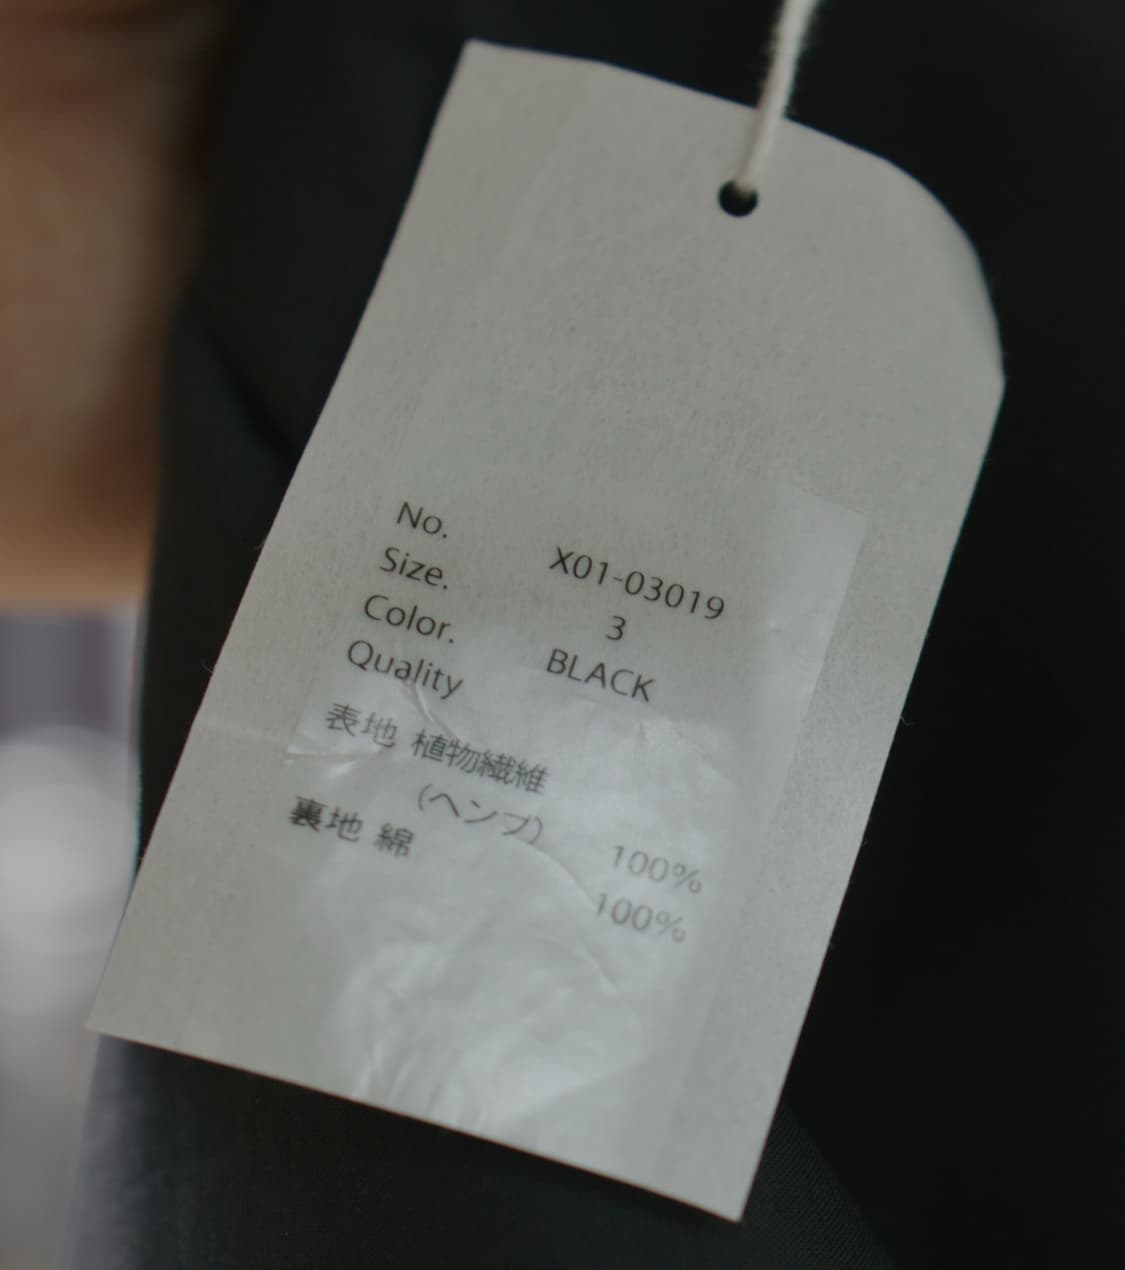 No. X01-03019
Size. 3
Color. BLACK
Quality
表地 植物繊維
(ヘンプ) 100%
裏地 綿 100%